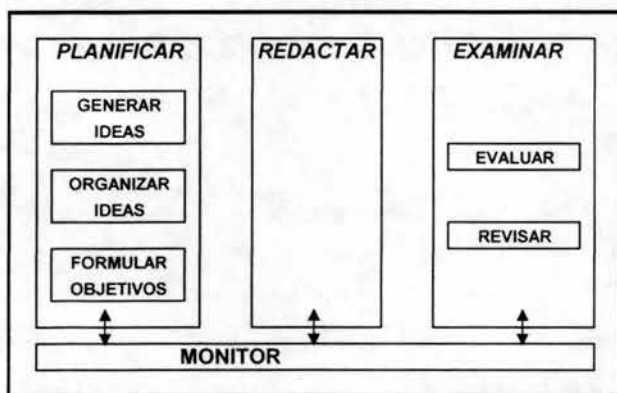 PLANIFICAR
GENERAR
IDEAS
ORGANIZAR
IDEAS
FORMULAR
OBJETIVOS
REDACTAR
EXAMINAR
EVALUAR
REVISAR
MONITOR